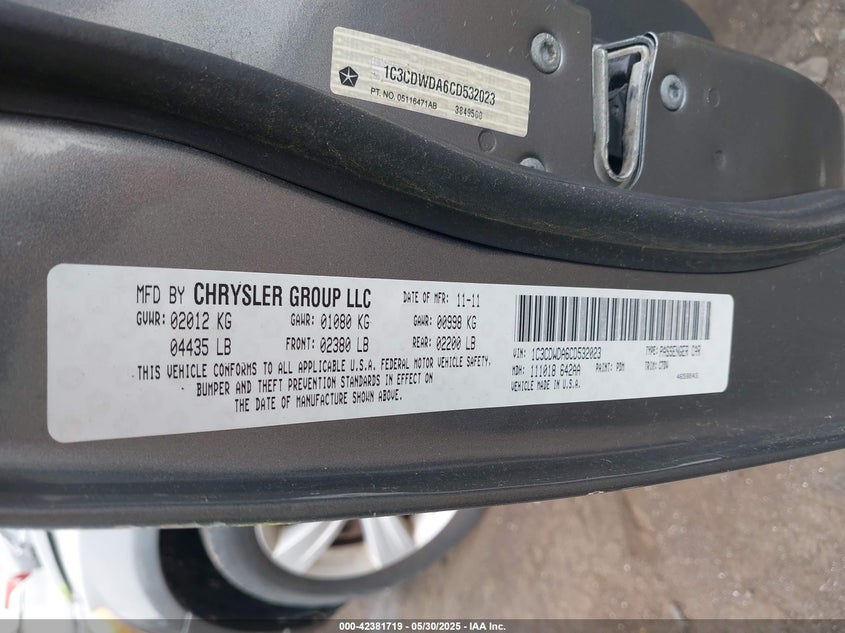 1C3CDWDA6CD532023
PT. NO. 05116471AB 3849500
MFD BY CHRYSLER GROUP LLC DATE OF MFR: 11-11
GVWR: 02012 KG GAWR: 01080 KG GAWR: 00998 KG
04435 LB FRONT: 02380 LB REAR: 02200 LB
THIS VEHICLE CONFORMS TO ALL APPLICABLE U.S.A. FEDERAL MOTOR VEHICLE SAFETY,
BUMPER AND THEFT PREVENTION STANDARDS IN EFFECT ON
THE DATE OF MANUFACTURE SHOWN ABOVE.
VIN: 1C3CDWDA6CD532023 TYPE: PASSENGER CAR
MDH: 111018 642AA PAINT: PDM TRIM:
VEHICLE MADE IN U.S.A.
000-42381719 — 05/30/2025 — IAA Inc.